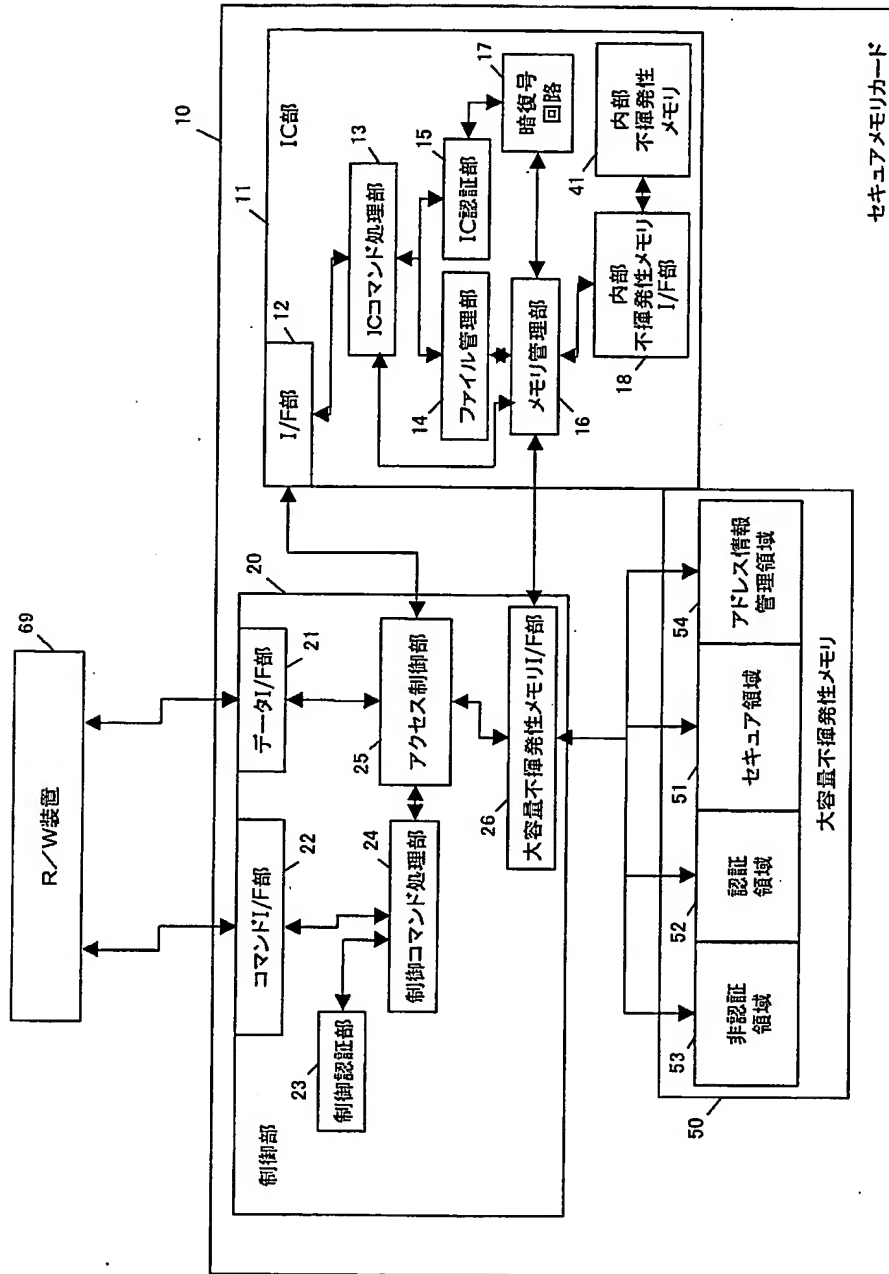 69
R／W装置
10
制御部
20
コマンドI/F部
22
データI/F部
21
制御認証部
23
制御コマンド処理部
24
アクセス制御部
25
大容量不揮発性メモリI/F部
26
11
IC部
I/F部
12
ICコマンド処理部
13
ファイル管理部
14
IC認証部
15
メモリ管理部
16
暗復号
回路
17
内部
不揮発性メモリ
I/F部
18
内部
不揮発性
メモリ
41
非認証
領域
53
認証
領域
52
セキュア領域
51
アドレス情報
管理領域
54
大容量不揮発性メモリ
50
セキュアメモリカード